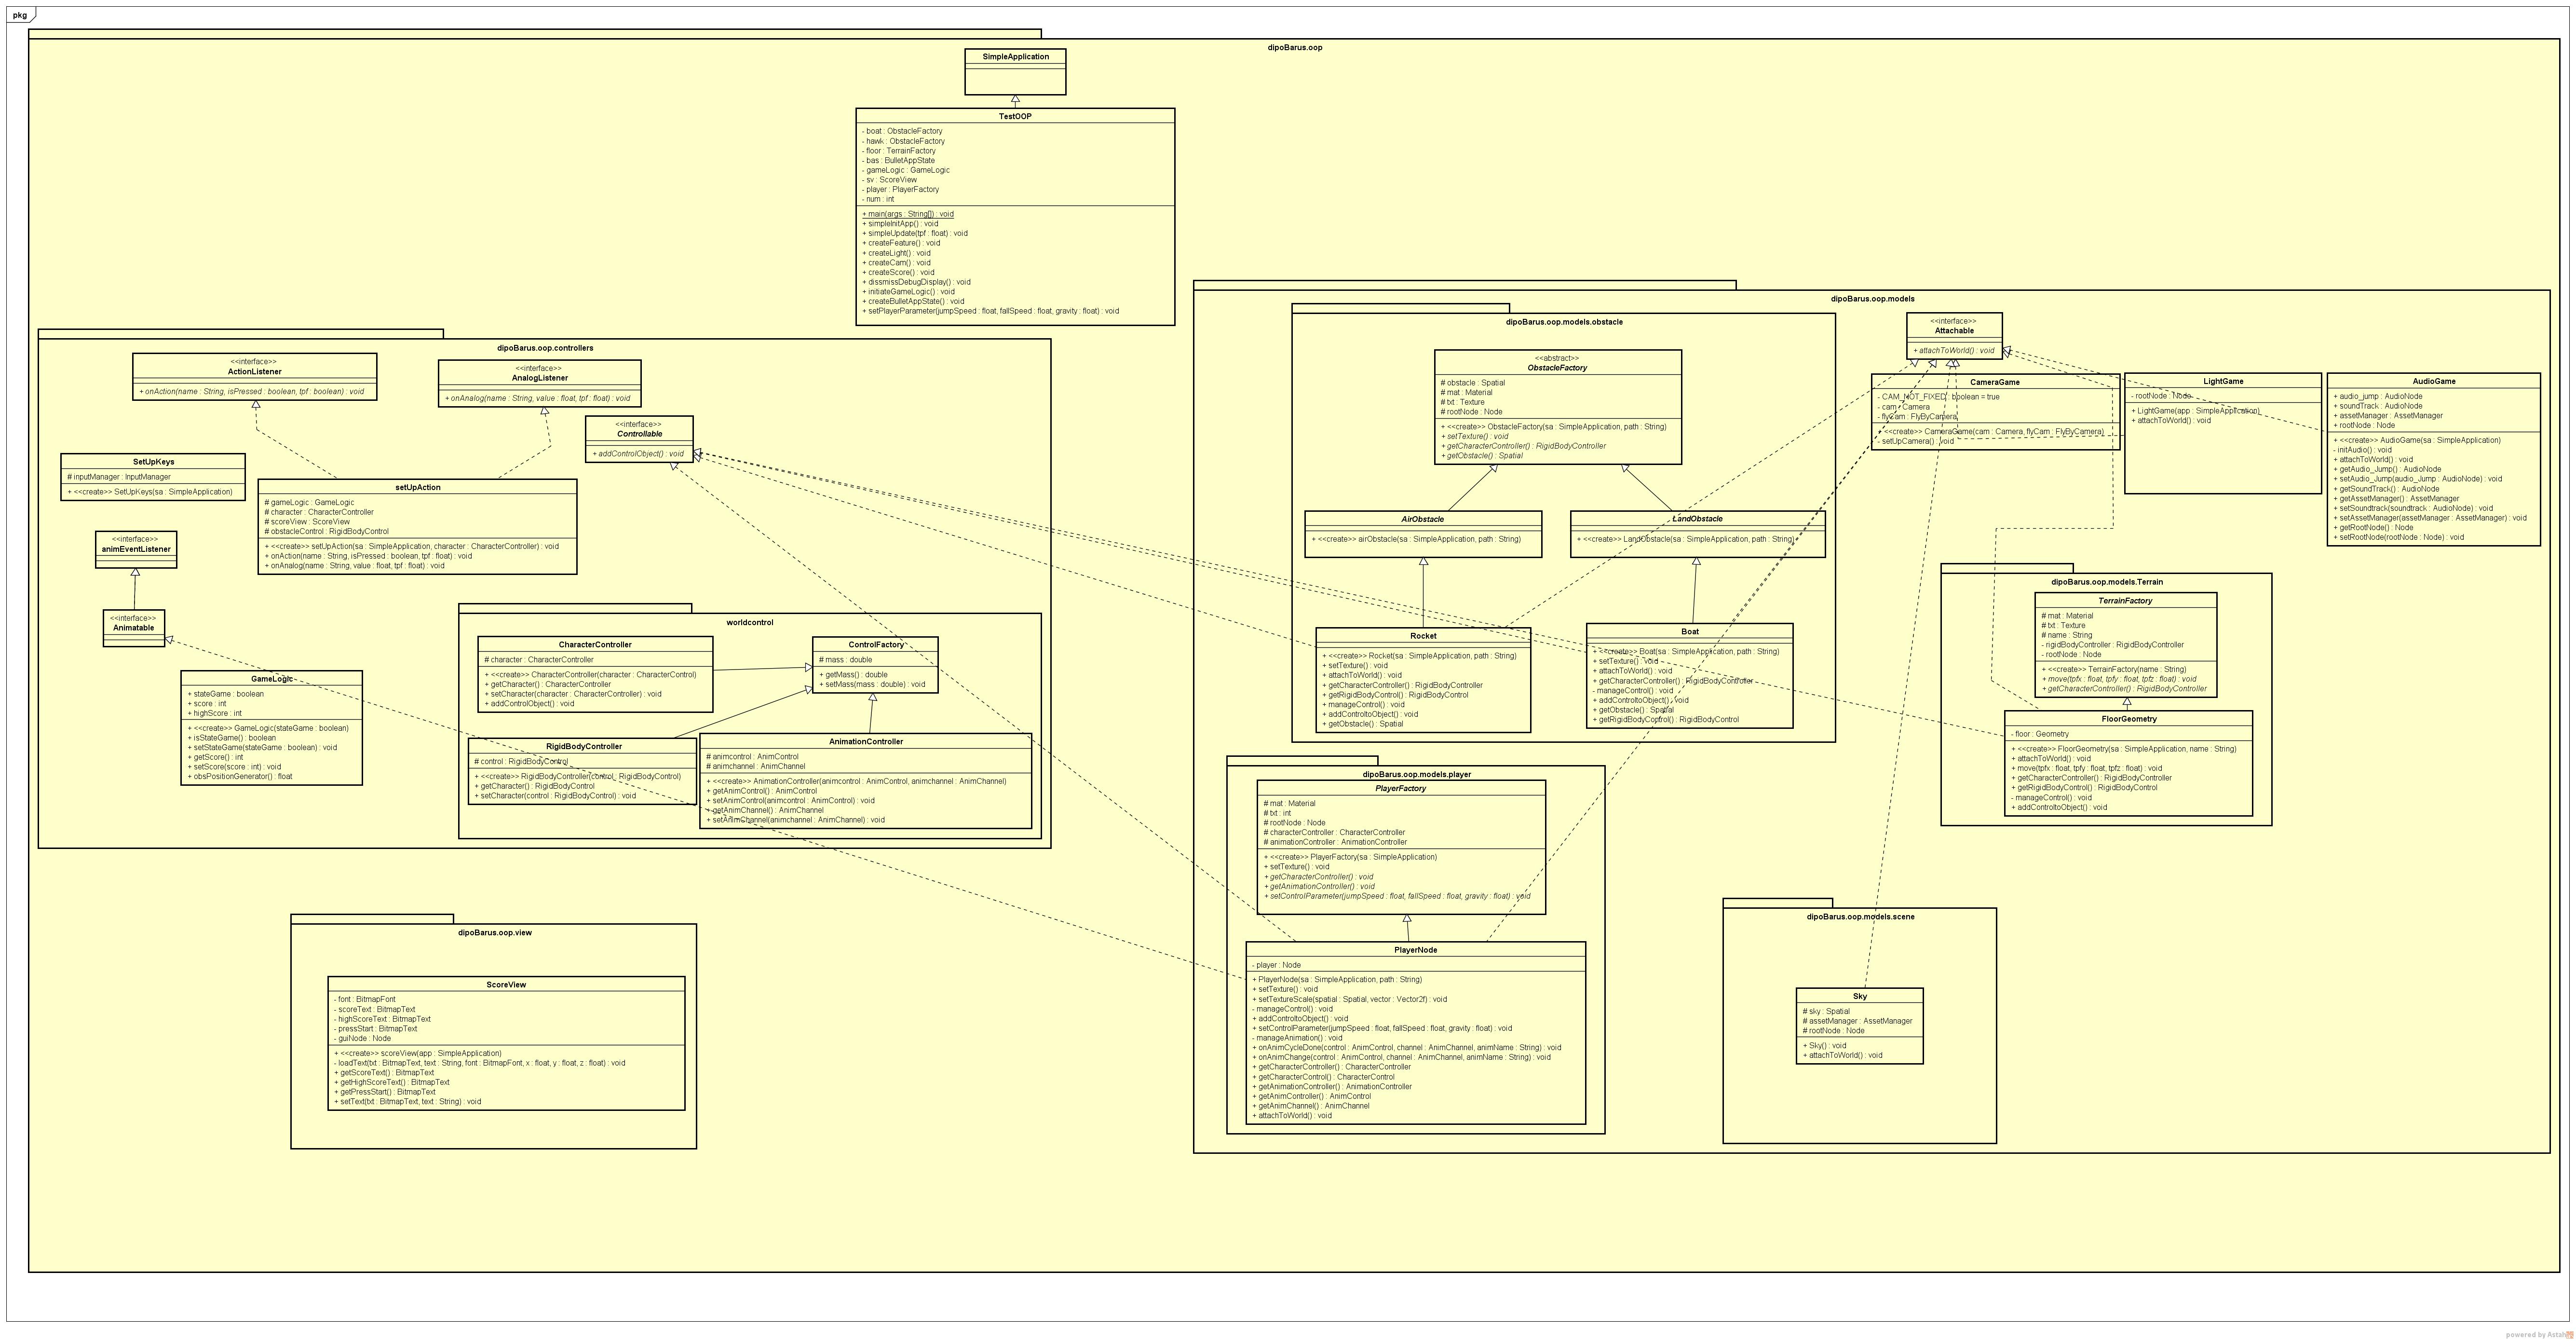 pkg
dipoBarus.oop
SimpleApplication
TestOOP
- boat : ObstacleFactory
- hawk : ObstacleFactory
- floor : TerrainFactory
- bas : BulletAppState
- gameLogic : GameLogic
- sv : ScoreView
- player : PlayerFactory
- num : int
+ main(args : String[]) : void
+ simpleInitApp() : void
+ simpleUpdate(tpf : float) : void
+ createFeature() : void
+ createLight() : void
+ createCam() : void
+ createScore() : void
+ dissmissDebugDisplay() : void
+ initiateGameLogic() : void
+ createBulletAppState() : void
+ setPlayerParameter(jumpSpeed : float, fallSpeed : float, gravity : float) : void
dipoBarus.oop.controllers
<<interface>>
ActionListener
+ onAction(name : String, isPressed : boolean, tpf : boolean) : void
<<interface>>
AnalogListener
+ onAnalog(name : String, value : float, tpf : float) : void
<<interface>>
Controllable
+ addControlObject() : void
SetUpKeys
# inputManager : InputManager
+ <<create>> SetUpKeys(sa : SimpleApplication)
setUpAction
# gameLogic : GameLogic
# character : CharacterController
# scoreView : ScoreView
# obstacleControl : RigidBodyControl
+ <<create>> setUpAction(sa : SimpleApplication, character : CharacterController) : void
+ onAction(name : String, isPressed : boolean, tpf : float) : void
+ onAnalog(name : String, value : float, tpf : float) : void
<<interface>>
animEventListener
<<interface>>
Animatable
GameLogic
+ stateGame : boolean
+ score : int
+ highScore : int
+ <<create>> GameLogic(stateGame : boolean)
+ isStateGame() : boolean
+ setStateGame(stateGame : boolean) : void
+ getScore() : int
+ setScore(score : int) : void
+ obsPositionGenerator() : float
worldcontrol
CharacterController
# character : CharacterController
+ <<create>> CharacterController(character : CharacterControl)
+ getCharacter() : CharacterController
+ setCharacter(character : CharacterController) : void
+ addControlObject() : void
ControlFactory
# mass : double
+ getMass() : double
+ setMass(mass : double) : void
RigidBodyController
# control : RigidBodyControl
+ <<create>> RigidBodyController(control : RigidBodyControl)
+ getCharacter() : RigidBodyControl
+ setCharacter(control : RigidBodyControl) : void
AnimationController
# animcontrol : AnimControl
# animchannel : AnimChannel
+ <<create>> AnimationController(animcontrol : AnimControl, animchannel : AnimChannel)
+ getAnimControl() : AnimControl
+ setAnimControl(animcontrol : AnimControl) : void
+ getAnimChannel() : AnimChannel
+ setAnimChannel(animchannel : AnimChannel) : void
dipoBarus.oop.view
ScoreView
- font : BitmapFont
- scoreText : BitmapText
- highScoreText : BitmapText
- pressStart : BitmapText
- guiNode : Node
+ <<create>> scoreView(app : SimpleApplication)
- loadText(txt : BitmapText, text : String, font : BitmapFont, x : float, y : float, z : float) : void
+ getScoreText() : BitmapText
+ getHighScoreText() : BitmapText
+ getPressStart() : BitmapText
+ setText(txt : BitmapText, text : String) : void
dipoBarus.oop.models
dipoBarus.oop.models.obstacle
<<abstract>>
ObstacleFactory
# obstacle : Spatial
# mat : Material
# txt : Texture
# rootNode : Node
+ <<create>> ObstacleFactory(sa : SimpleApplication, path : String)
+ setTexture() : void
+ getCharacterController() : RigidBodyController
+ getObstacle() : Spatial
AirObstacle
+ <<create>> airObstacle(sa : SimpleApplication, path : String)
LandObstacle
+ <<create>> LandObstacle(sa : SimpleApplication, path : String)
Rocket
+ <<create>> Rocket(sa : SimpleApplication, path : String)
+ setTexture() : void
+ attachToWorld() : void
+ getCharacterController() : RigidBodyController
+ getRigidBodyControl() : RigidBodyControl
+ manageControl() : void
+ addControltoObject() : void
+ getObstacle() : Spatial
Boat
+ <<create>> Boat(sa : SimpleApplication, path : String)
+ setTexture() : void
+ attachToWorld() : void
+ getCharacterController() : RigidBodyController
- manageControl() : void
+ addControltoObject() : void
+ getObstacle() : Spatial
+ getRigidBodyControl() : RigidBodyControl
<<interface>>
Attachable
+ attachToWorld() : void
CameraGame
- CAM_NOT_FIXED : boolean = true
- cam : Camera
- flyCam : FlyByCamera
+ <<create>> CameraGame(cam : Camera, flyCam : FlyByCamera)
- setUpCamera() : void
LightGame
- rootNode : Node
+ LightGame(app : SimpleApplication)
+ attachToWorld() : void
AudioGame
+ audio_jump : AudioNode
+ soundTrack : AudioNode
+ assetManager : AssetManager
+ rootNode : Node
+ <<create>> AudioGame(sa : SimpleApplication)
- initAudio() : void
+ attachToWorld() : void
+ getAudio_Jump() : AudioNode
+ setAudio_Jump(audio_Jump : AudioNode) : void
+ getSoundTrack() : AudioNode
+ getAssetManager() : AssetManager
+ setSoundtrack(soundtrack : AudioNode) : void
+ setAssetManager(assetManager : AssetManager) : void
+ getRootNode() : Node
+ setRootNode(rootNode : Node) : void
dipoBarus.oop.models.Terrain
TerrainFactory
# mat : Material
# txt : Texture
# name : String
- rigidBodyController : RigidBodyController
- rootNode : Node
+ <<create>> TerrainFactory(name : String)
+ move(tpfx : float, tpfy : float, tpfz : float) : void
+ getCharacterController() : RigidBodyController
FloorGeometry
- floor : Geometry
+ <<create>> FloorGeometry(sa : SimpleApplication, name : String)
+ attachToWorld() : void
+ move(tpfx : float, tpfy : float, tpfz : float) : void
+ getCharacterController() : RigidBodyController
+ getRigidBodyControl() : RigidBodyControl
- manageControl() : void
+ addControltoObject() : void
dipoBarus.oop.models.player
PlayerFactory
# mat : Material
# txt : int
# rootNode : Node
# characterController : CharacterController
# animationController : AnimationController
+ <<create>> PlayerFactory(sa : SimpleApplication)
+ setTexture() : void
+ getCharacterController() : void
+ getAnimationController() : void
+ setControlParameter(jumpSpeed : float, fallSpeed : float, gravity : float) : void
PlayerNode
- player : Node
+ PlayerNode(sa : SimpleApplication, path : String)
+ setTexture() : void
+ setTextureScale(spatial : Spatial, vector : Vector2f) : void
- manageControl() : void
+ addControltoObject() : void
+ setControlParameter(jumpSpeed : float, fallSpeed : float, gravity : float) : void
- manageAnimation() : void
+ onAnimCycleDone(control : AnimControl, channel : AnimChannel, animName : String) : void
+ onAnimChange(control : AnimControl, channel : AnimChannel, animName : String) : void
+ getCharacterController() : CharacterController
+ getCharacterControl() : CharacterControl
+ getAnimationController() : AnimationController
+ getAnimController() : AnimControl
+ getAnimChannel() : AnimChannel
+ attachToWorld() : void
dipoBarus.oop.models.scene
Sky
# sky : Spatial
# assetManager : AssetManager
# rootNode : Node
+ Sky() : void
+ attachToWorld() : void
powered by Astah